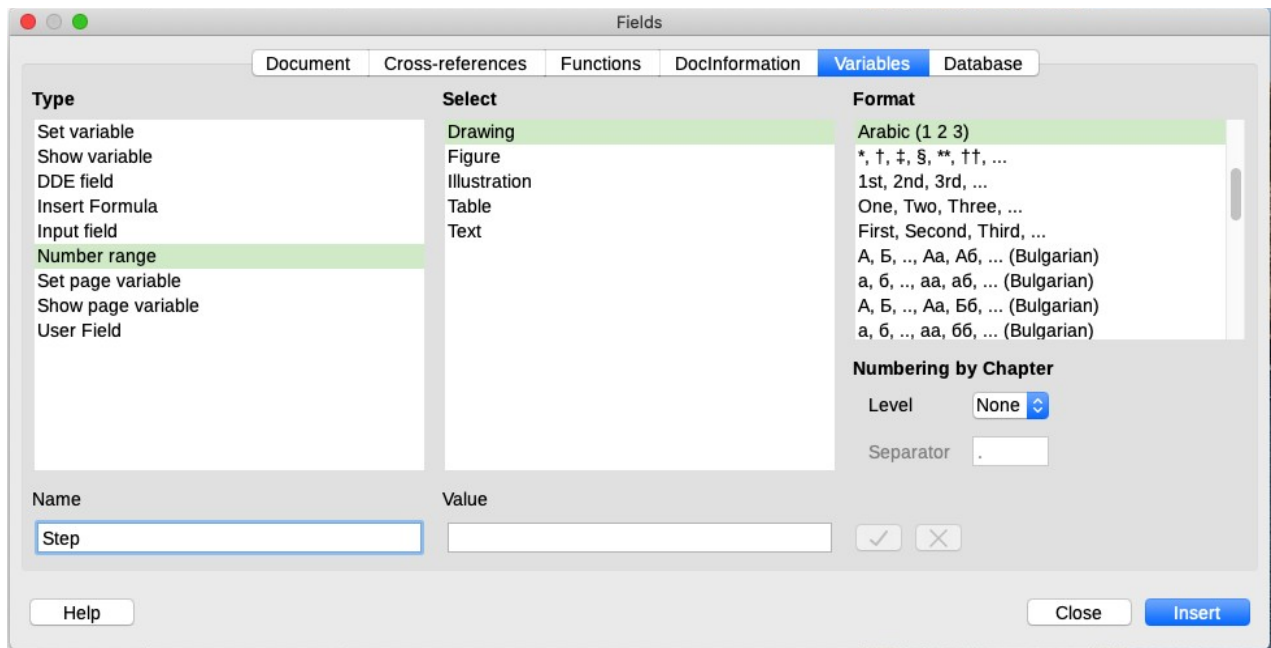 Fields
Document Cross-references Functions DocInformation Variables Database
Type
Set variable
Show variable
DDE field
Insert Formula
Input field
Number range
Set page variable
Show page variable
User Field
Select
Drawing
Figure
Illustration
Table
Text
Format
Arabic (1 2 3)
*, †, ‡, §, **, ††, ...
1st, 2nd, 3rd, ...
One, Two, Three, ...
First, Second, Third, ...
А, Б, .., Аа, Аб, ... (Bulgarian)
а, б, .., аа, аб, ... (Bulgarian)
А, Б, .., Аа, Бб, ... (Bulgarian)
а, б, .., аа, бб, ... (Bulgarian)
Numbering by Chapter
Level None
Separator .
Name
Step
Value
Help Close Insert